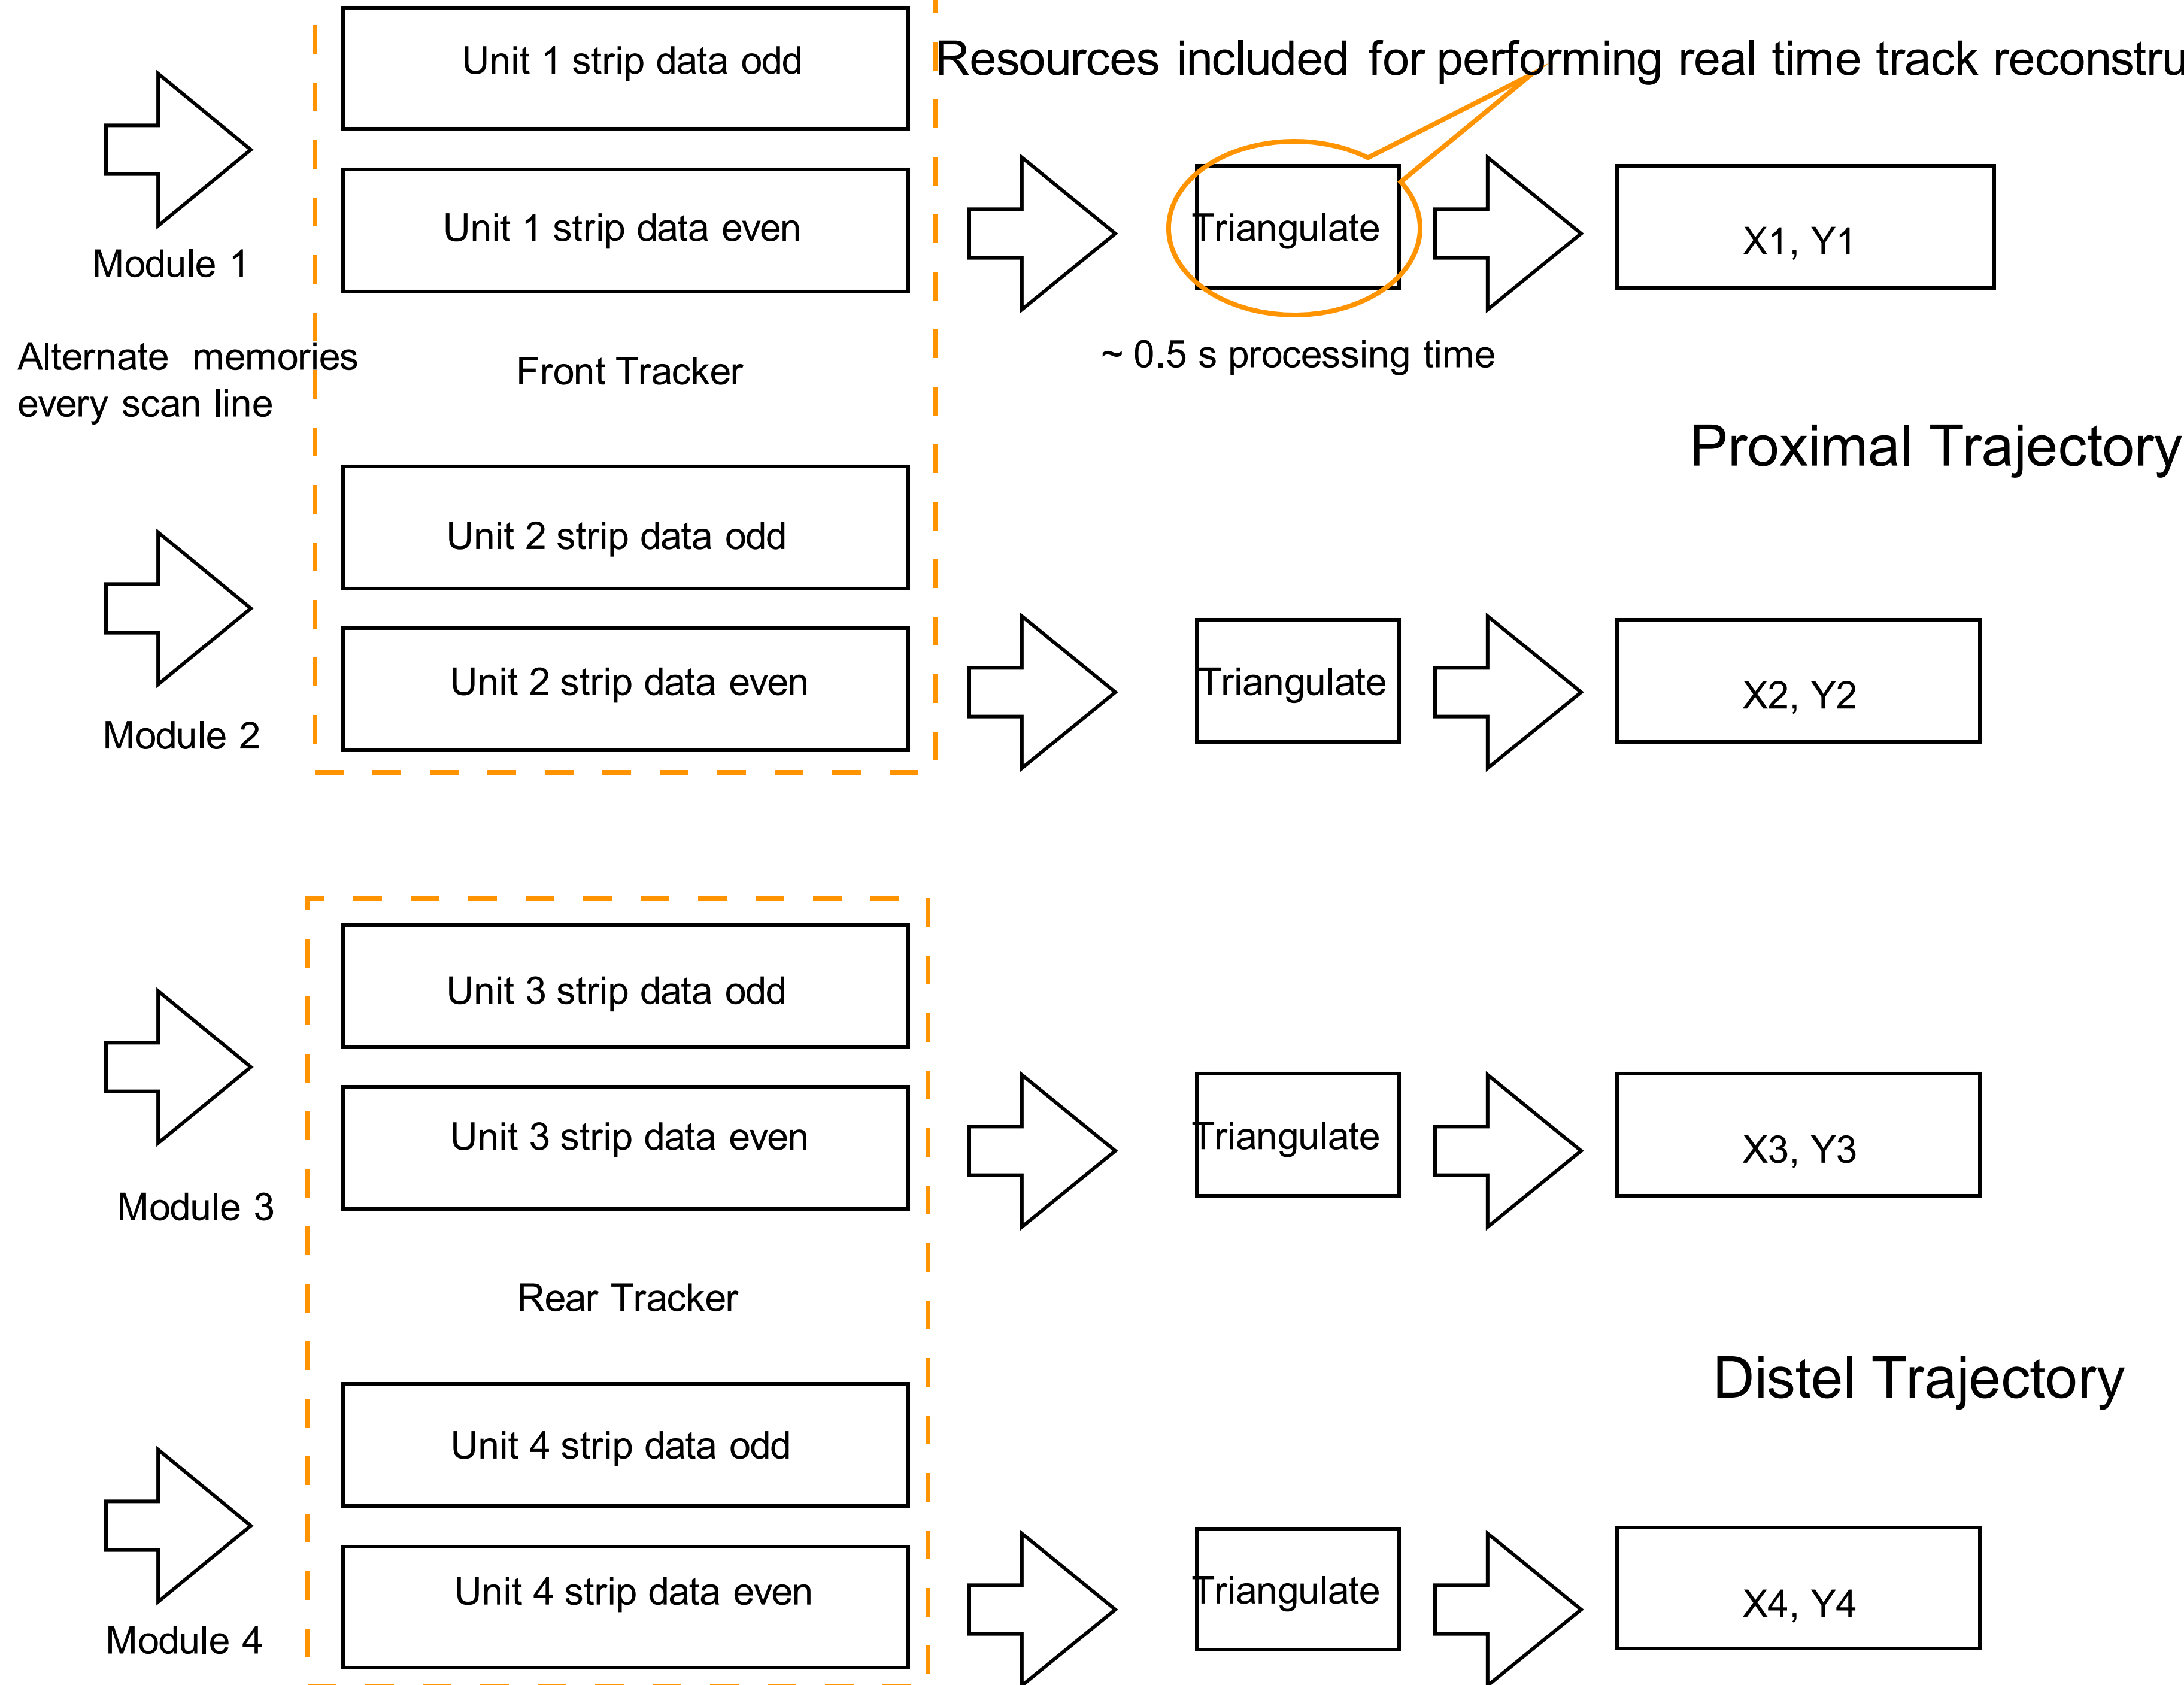 Unit 1 strip data odd
Resources included for performing real time track
Unit 1 strip data even
Triangulate
X1, Y1
Module 1
Alternate memories
every scan line
Front Tracker
~ 0.5 s processing time
Proximal Trajectory
Unit 2 strip data odd
Unit 2 strip data even
Triangulate
X2, Y2
Module 2
Unit 3 strip data odd
Unit 3 strip data even
Triangulate
X3, Y3
Module 3
Rear Tracker
Distel Trajectory
Unit 4 strip data odd
Unit 4 strip data even
Triangulate
X4, Y4
Module 4